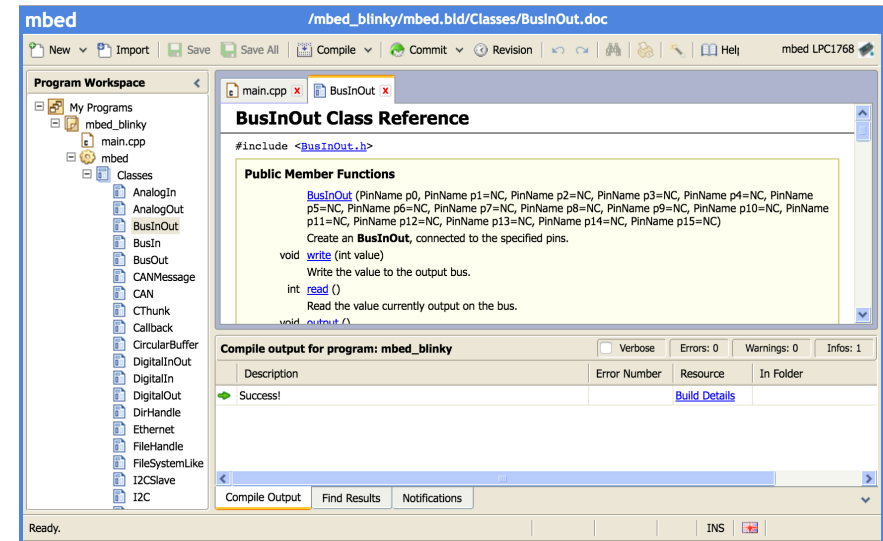 mbed
/mbed_blinky/mbed.bld/Classes/BusInOut.doc
New Import Save Save All Compile Commit Revision Help mbed LPC1768
Program Workspace
My Programs
mbed_blinky
main.cpp
mbed
Classes
AnalogIn
AnalogOut
BusInOut
BusIn
BusOut
CANMessage
CAN
CThunk
Callback
CircularBuffer
DigitalInOut
DigitalIn
DigitalOut
DirHandle
Ethernet
FileHandle
FileSystemLike
I2CSlave
I2C
main.cpp BusInOut
BusInOut Class Reference
#include <BusInOut.h>
Public Member Functions
BusInOut (PinName p0, PinName p1=NC, PinName p2=NC, PinName p3=NC, PinName p4=NC, PinName
p5=NC, PinName p6=NC, PinName p7=NC, PinName p8=NC, PinName p9=NC, PinName p10=NC, PinName
p11=NC, PinName p12=NC, PinName p13=NC, PinName p14=NC, PinName p15=NC)
Create an BusInOut, connected to the specified pins.
void write (int value)
Write the value to the output bus.
int read ()
Read the value currently output on the bus.
void output ()
Compile output for program: mbed_blinky Verbose Errors: 0 Warnings: 0 Infos: 1
Description Error Number Resource In Folder
Success! Build Details
Compile Output Find Results Notifications
Ready. INS